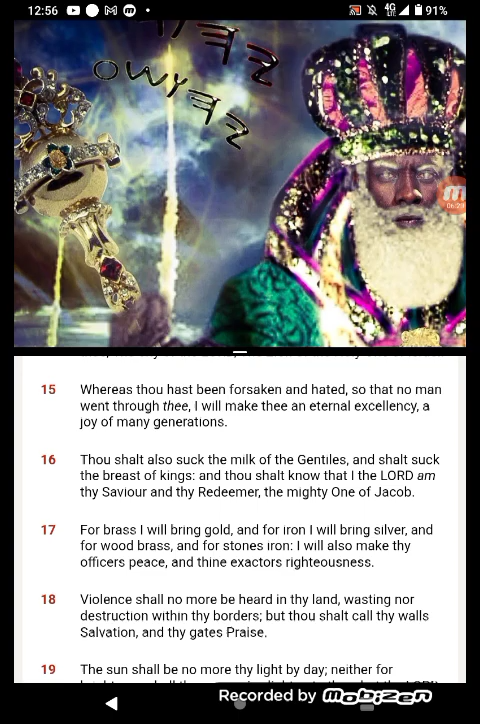 12:56
4G
LTE
91%
𐤉𐤄𐤅𐤔𐤏
15 Whereas thou hast been forsaken and hated, so that no man
went through thee, I will make thee an eternal excellency, a
joy of many generations.
16 Thou shalt also suck the milk of the Gentiles, and shalt suck
the breast of kings: and thou shalt know that I the LORD am
thy Saviour and thy Redeemer, the mighty One of Jacob.
17 For brass I will bring gold, and for iron I will bring silver, and
for wood brass, and for stones iron: I will also make thy
officers peace, and thine exactors righteousness.
18 Violence shall no more be heard in thy land, wasting nor
destruction within thy borders; but thou shalt call thy walls
Salvation, and thy gates Praise.
19 The sun shall be no more thy light by day; neither for
Recorded by Mobizen